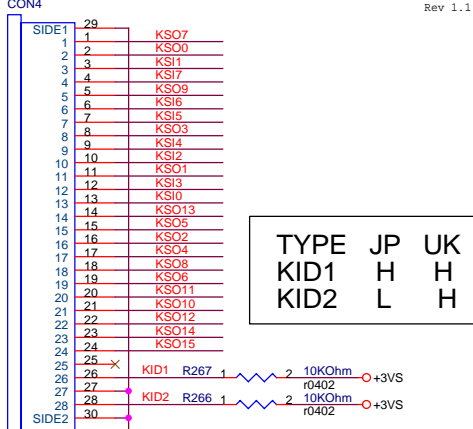 CON4
Rev 1.1
SIDE1 29
1 1 KSO7
2 2 KSO0
3 3 KSI1
4 4 KSI7
5 5 KSO9
6 6 KSI6
7 7 KSI5
8 8 KSO3
9 9 KSI4
10 10 KSI2
11 11 KSO1
12 12 KSI3
13 13 KSI0
14 14 KSO13
15 15 KSO5
16 16 KSO2
17 17 KSO4
18 18 KSO8
19 19 KSO6
20 20 KSO11
21 21 KSO10
22 22 KSO12
23 23 KSO14
24 24 KSO15
25 25
26 26 KID1 R267 1 2 10KOhm +3VS
r0402
27 27
28 28 KID2 R266 1 2 10KOhm +3VS
r0402
SIDE2 30
TYPE JP UK
KID1 H H
KID2 L H